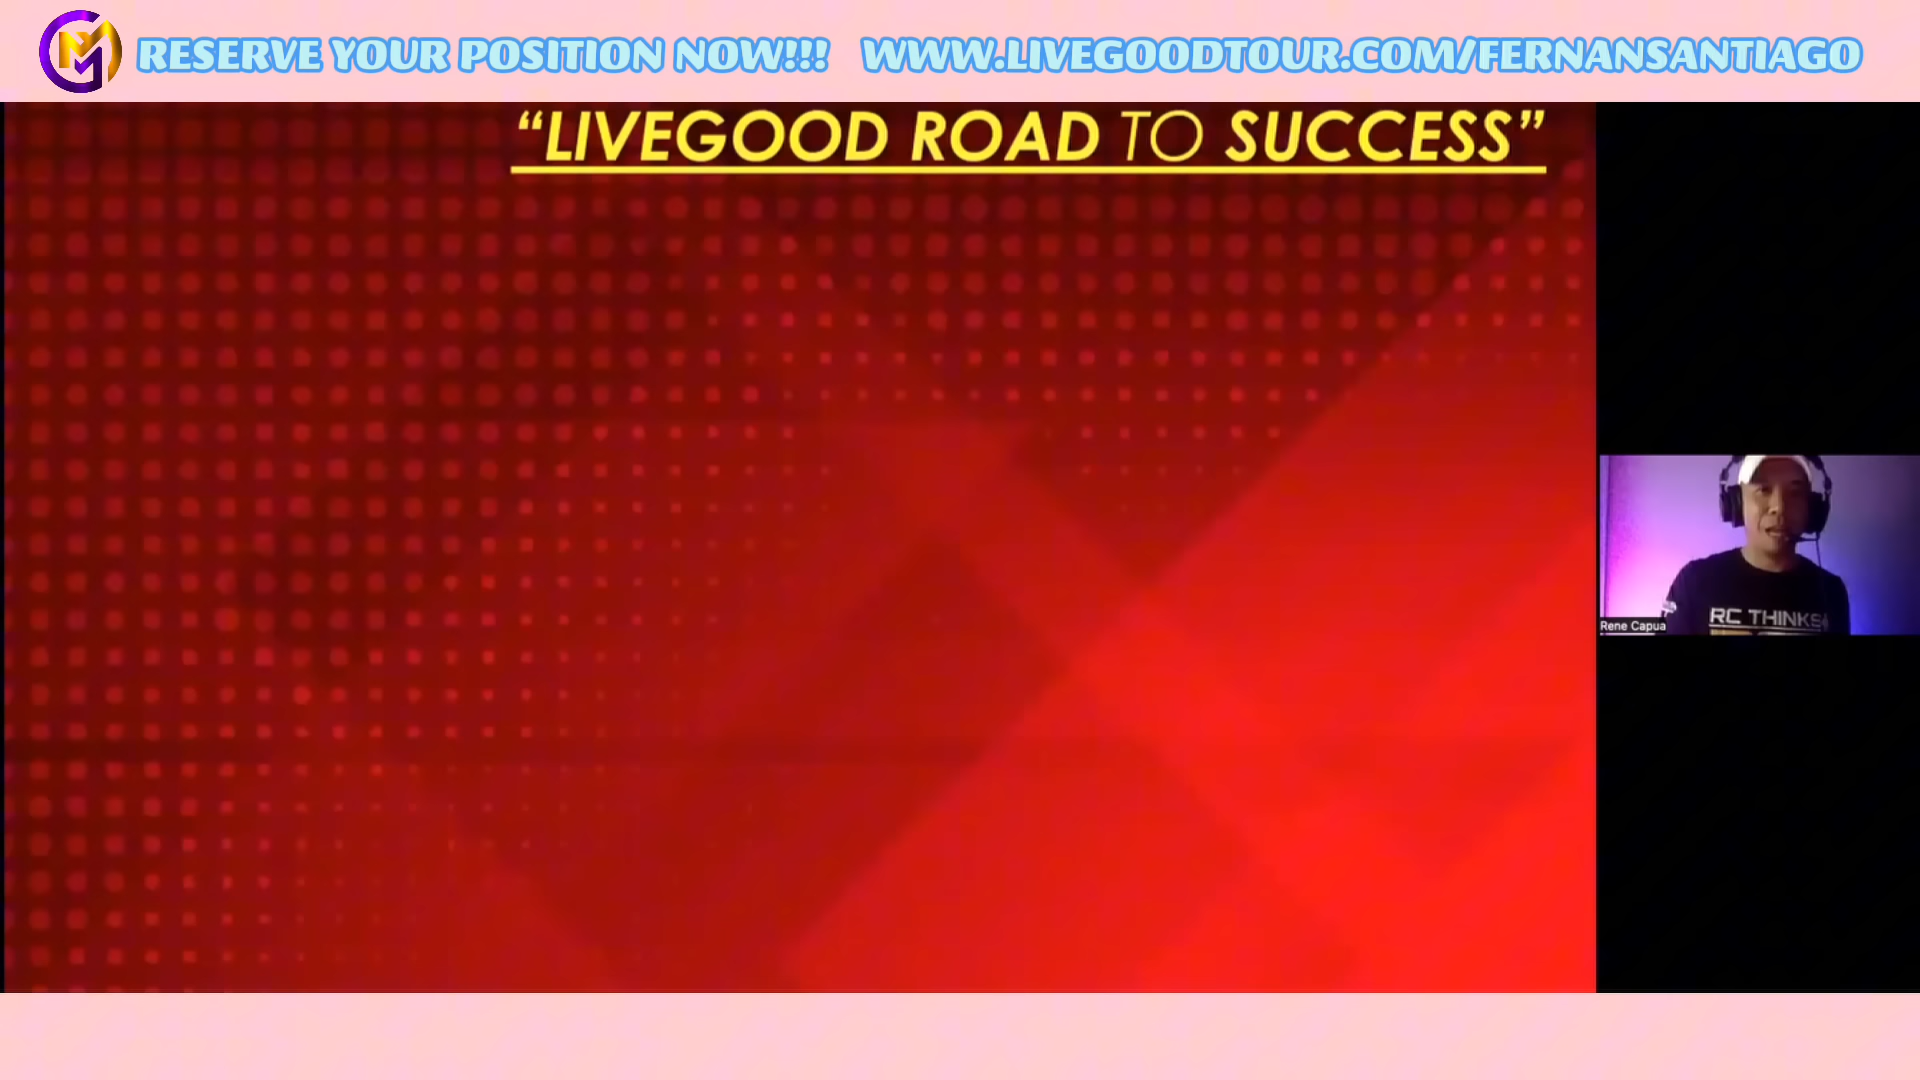 RESERVE YOUR POSITION NOW!!! WWW.LIVEGOODTOUR.COM/FERNANSANTIAGO
“LIVEGOOD ROAD TO SUCCESS”
RC THINKS
Rene Capua